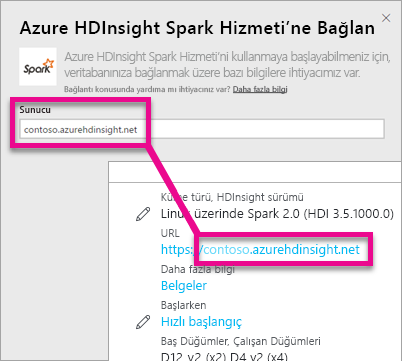 Azure HDInsight Spark Hizmeti’ne Bağlan
Spark
Azure HDInsight Spark Hizmeti'ni kullanmaya başlayabilmeniz için,
veritabanınıza bağlanmak üzere bazı bilgilere ihtiyacımız var.
Bağlantı konusunda yardıma mı ihtiyacınız var? Daha fazla bilgi
Sunucu
contoso.azurehdinsight.net
Küme türü, HDInsight sürümü
Linux üzerinde Spark 2.0 (HDI 3.5.1000.0)
URL
https://contoso.azurehdinsight.net
Daha fazla bilgi
Belgeler
Başlarken
Hızlı başlangıç
Baş Düğümler, Çalışan Düğümleri
D12 v2 (x2) D4 v2 (x4)